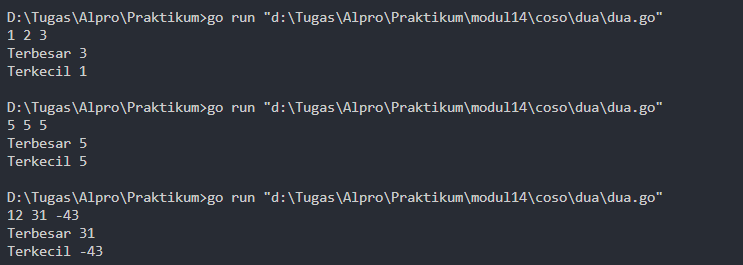 D:\Tugas\Alpro\Praktikum>go run "d:\Tugas\Alpro\Praktikum\modul14\coso\dua\dua.go"
1 2 3
Terbesar 3
Terkecil 1
D:\Tugas\Alpro\Praktikum>go run "d:\Tugas\Alpro\Praktikum\modul14\coso\dua\dua.go"
5 5 5
Terbesar 5
Terkecil 5
D:\Tugas\Alpro\Praktikum>go run "d:\Tugas\Alpro\Praktikum\modul14\coso\dua\dua.go"
12 31 -43
Terbesar 31
Terkecil -43